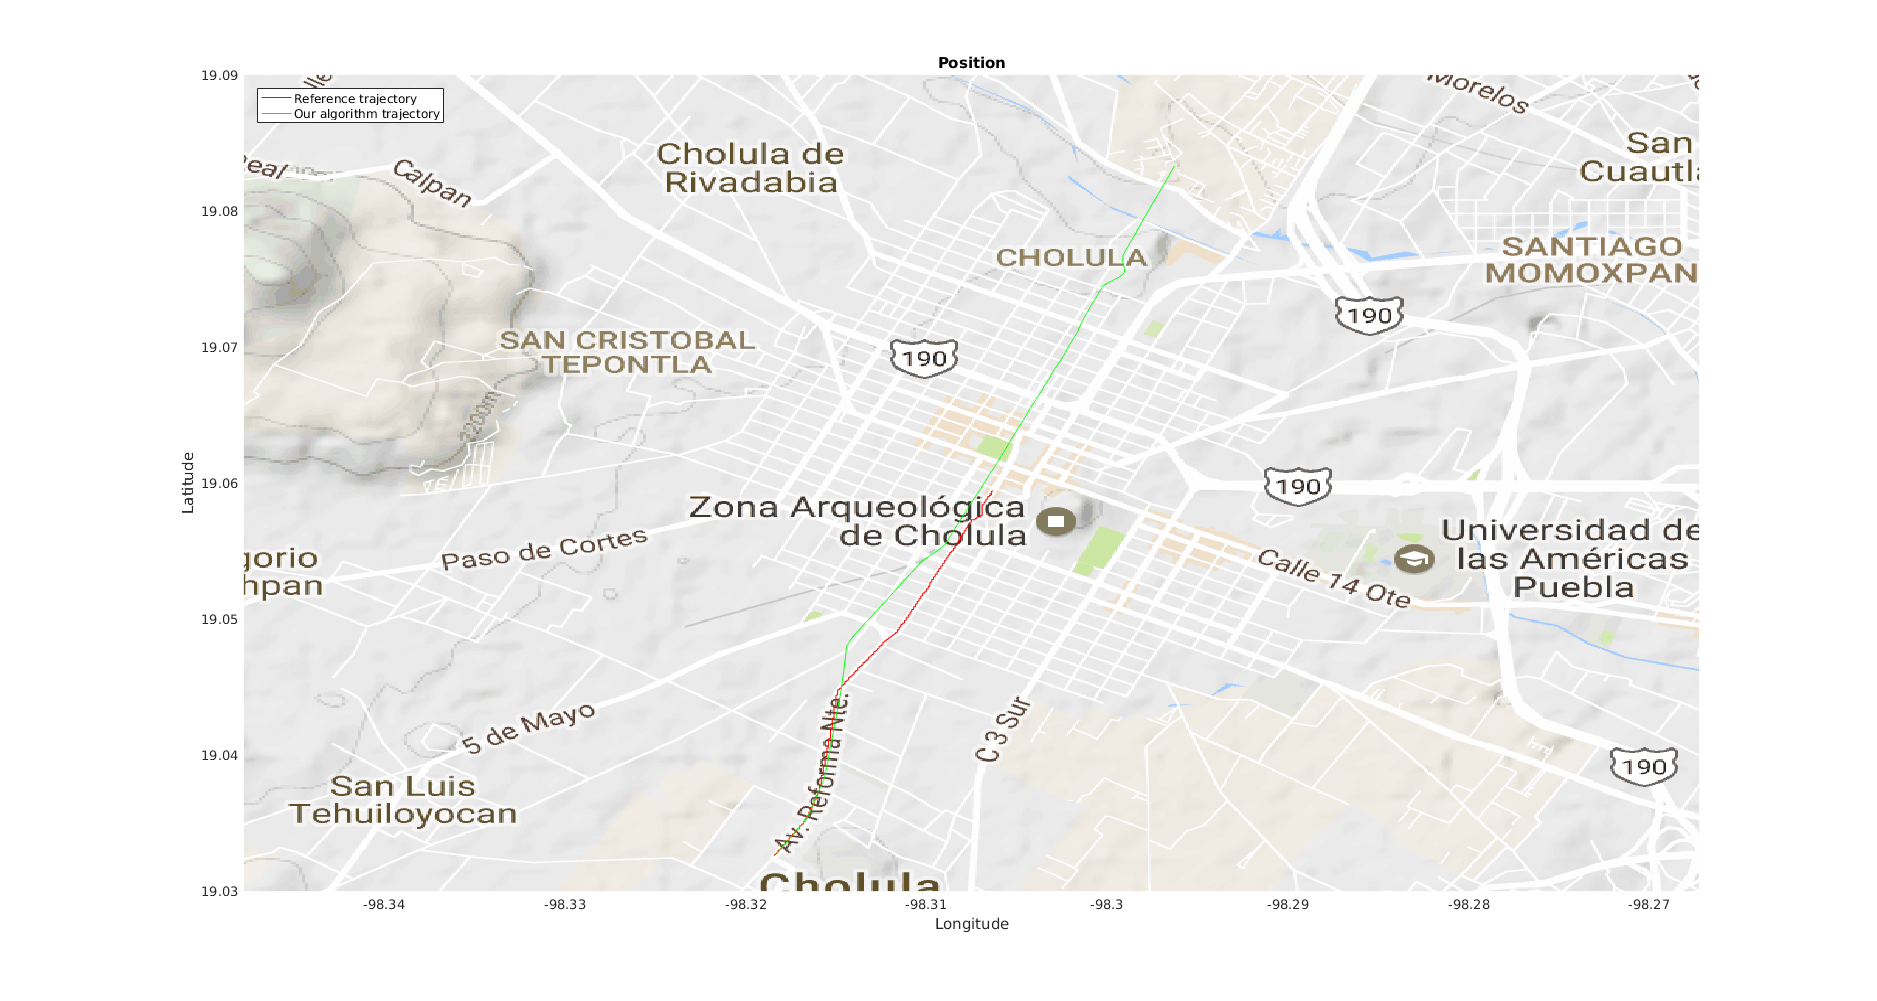 Position
19.09
19.08
19.07
19.06
19.05
19.04
19.03
Latitude
Reference trajectory
Our algorithm trajectory
Morelos
Cholula de
Rivadabia
San
Cuautla
eal
Calpan
CHOLULA
SANTIAGO
MOMOXPAN
190
SAN CRISTOBAL
TEPONTLA
190
190
Zona Arqueológica
de Cholula
Universidad de
las Américas
Puebla
Paso de Cortes
gorio
hpan
Calle 14 Ote
5 de Mayo
C 3 Sur
Av. Reforma Nte.
190
San Luis
Tehuiloyocan
Cholula
-98.34
-98.33
-98.32
-98.31
-98.3
-98.29
-98.28
-98.27
Longitude